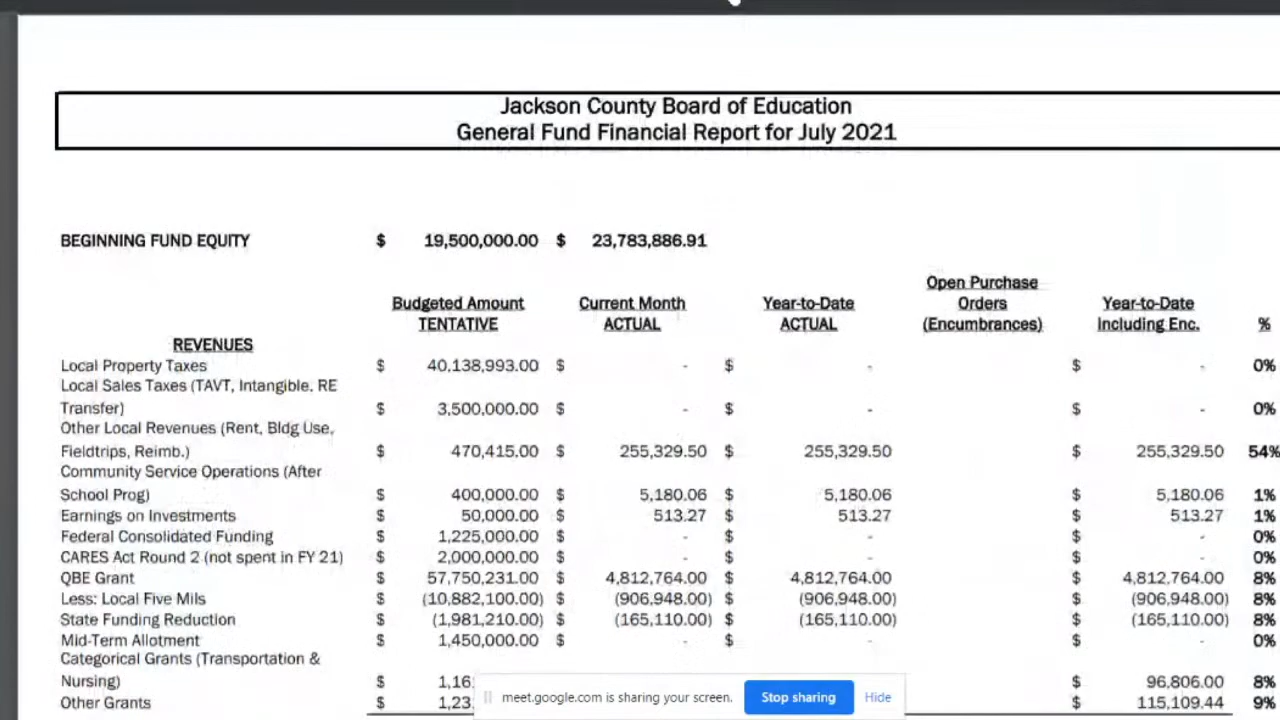 Jackson County Board of Education
General Fund Financial Report for July 2021
BEGINNING FUND EQUITY $ 19,500,000.00 $ 23,783,886.91
Open Purchase
Budgeted Amount Current Month Year-to-Date Orders Year-to-Date
TENTATIVE ACTUAL ACTUAL (Encumbrances) Including Enc. %
REVENUES
Local Property Taxes $ 40,138,993.00 $ - $ - $ - 0%
Local Sales Taxes (TAVT, Intangible, RE
Transfer) $ 3,500,000.00 $ - $ - $ - 0%
Other Local Revenues (Rent, Bldg Use,
Fieldtrips, Reimb.) $ 470,415.00 $ 255,329.50 $ 255,329.50 $ 255,329.50 54%
Community Service Operations (After
School Prog) $ 400,000.00 $ 5,180.06 $ 5,180.06 $ 5,180.06 1%
Earnings on Investments $ 50,000.00 $ 513.27 $ 513.27 $ 513.27 1%
Federal Consolidated Funding $ 1,225,000.00 $ - $ - $ - 0%
CARES Act Round 2 (not spent in FY 21) $ 2,000,000.00 $ - $ - $ - 0%
QBE Grant $ 57,750,231.00 $ 4,812,764.00 $ 4,812,764.00 $ 4,812,764.00 8%
Less: Local Five Mils $ (10,882,100.00) $ (906,948.00) $ (906,948.00) $ (906,948.00) 8%
State Funding Reduction $ (1,981,210.00) $ (165,110.00) $ (165,110.00) $ (165,110.00) 8%
Mid-Term Allotment $ 1,450,000.00 $ - $ - $ - 0%
Categorical Grants (Transportation &
Nursing) $ 1,16 $ 96,806.00 8%
Other Grants $ 1,23 $ 115,109.44 9%
meet.google.com is sharing your screen. Stop sharing Hide